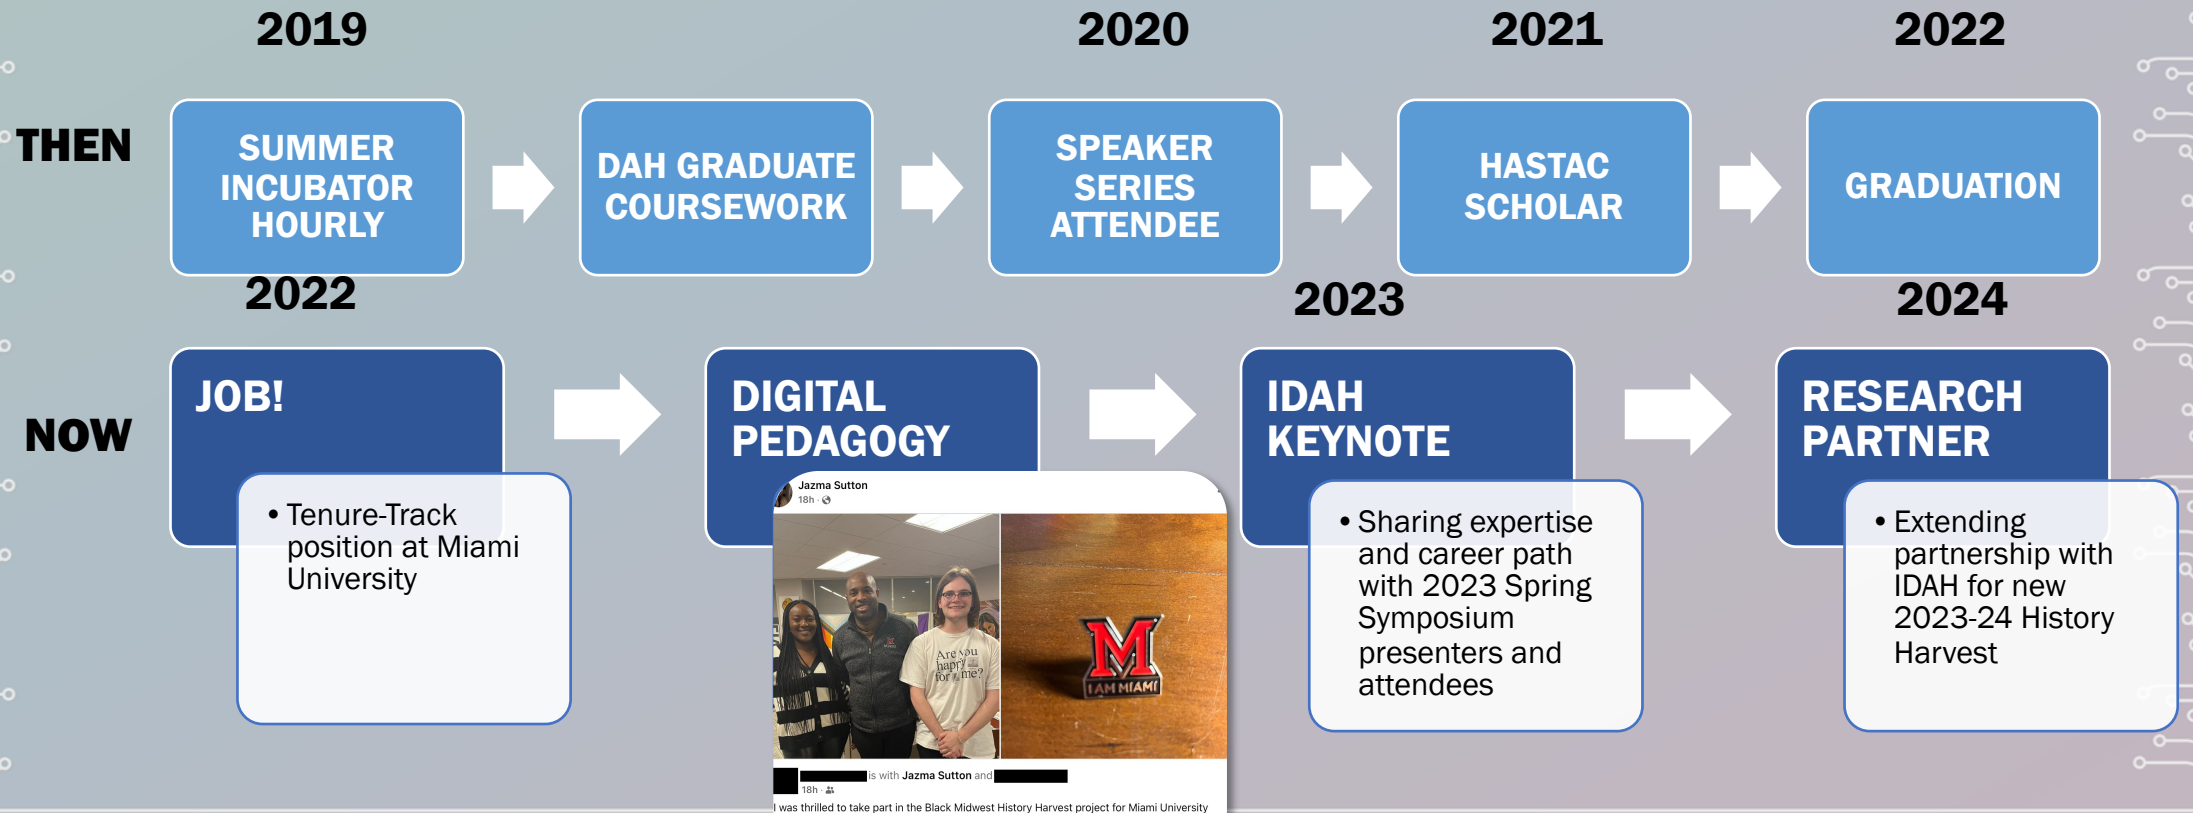 2019
2020
2021
2022
THEN
SUMMER
INCUBATOR
HOURLY
DAH GRADUATE
COURSEWORK
SPEAKER
SERIES
ATTENDEE
HASTAC
SCHOLAR
GRADUATION
2022
2023
2024
NOW
JOB!
• Tenure-Track
position at Miami
University
DIGITAL
PEDAGOGY
Jazma Sutton
18h ·
Are you
happy
for me?
M
I AM MIAMI
is with Jazma Sutton and
18h ·
I was thrilled to take part in the Black Midwest History Harvest project for Miami University
IDAH
KEYNOTE
• Sharing expertise
and career path
with 2023 Spring
Symposium
presenters and
attendees
RESEARCH
PARTNER
• Extending
partnership with
IDAH for new
2023-24 History
Harvest